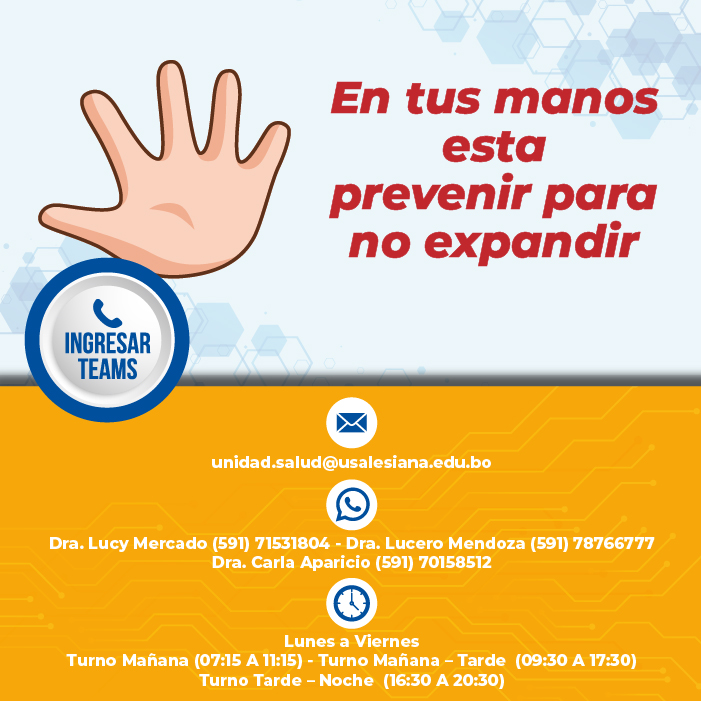 En tus manos
esta
prevenir para
no expandir
INGRESAR
TEAMS
unidad.salud@usalesiana.edu.bo
Dra. Lucy Mercado (591) 71531804 - Dra. Lucero Mendoza (591) 78766777
Dra. Carla Aparicio (591) 70158512
Lunes a Viernes
Turno Mañana (07:15 A 11:15) - Turno Mañana – Tarde (09:30 A 17:30)
Turno Tarde – Noche (16:30 A 20:30)